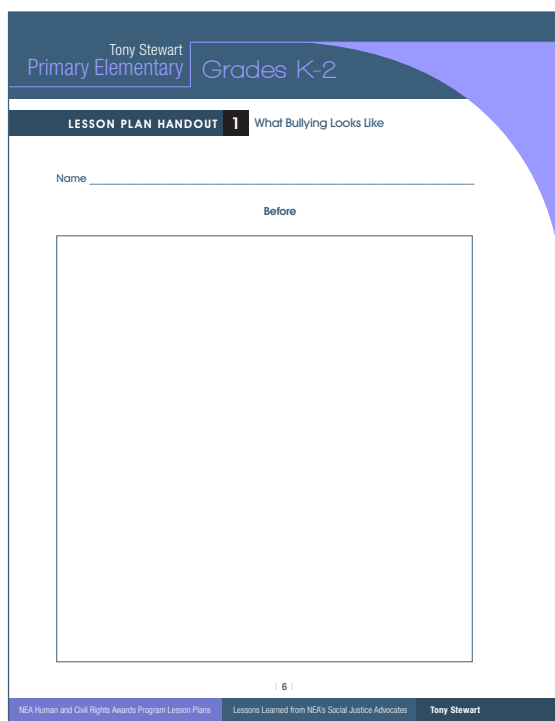 Tony Stewart
Primary Elementary
Grades K-2
LESSON PLAN HANDOUT 1 What Bullying Looks Like
Name
Before
| 6 |
NEA Human and Civil Rights Awards Program Lesson Plans Lessons Learned from NEA's Social Justice Advocates Tony Stewart